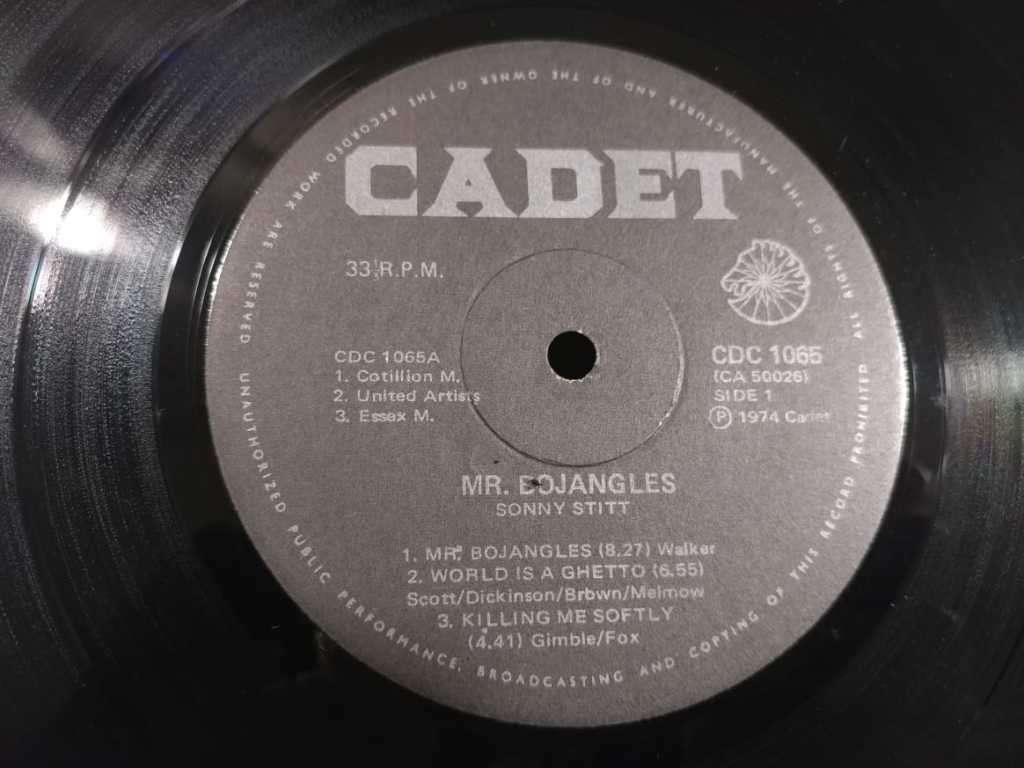 ALL RIGHTS OF THE MANUFACTURER AND OF THE OWNER OF THE RECORDED WORK ARE RESERVED UNAUTHORIZED PUBLIC PERFORMANCE, BROADCASTING AND COPYING OF THIS RECORD PROHIBITED
CADET
33⅓ R.P.M.
CDC 1065A
1. Cotillion M.
2. United Artists
3. Essex M.
CDC 1065
(CA 50026)
SIDE 1
Ⓟ 1974 Cadet
MR. BOJANGLES
SONNY STITT
1. MR. BOJANGLES (8.27) Walker
2. WORLD IS A GHETTO (6.55)
Scott/Dickinson/Brown/Melmow
3. KILLING ME SOFTLY
(4.41) Gimble/Fox